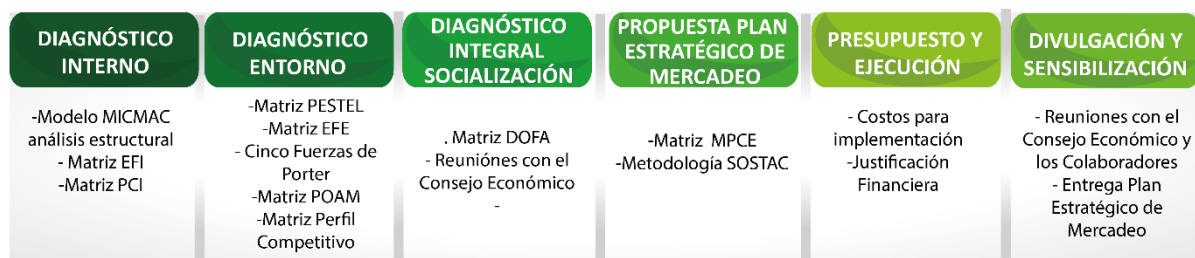 DIAGNÓSTICO
INTERNO
-Modelo MICMAC
análisis estructural
- Matriz EFI
-Matriz PCI
DIAGNÓSTICO
ENTORNO
-Matriz PESTEL
-Matriz EFE
- Cinco Fuerzas de
Porter
-Matriz POAM
-Matriz Perfil
Competitivo
DIAGNÓSTICO
INTEGRAL
SOCIALIZACIÓN
. Matriz DOFA
- Reuniónes con el
Consejo Económico
-
PROPUESTA PLAN
ESTRATÉGICO DE
MERCADEO
-Matriz MPCE
-Metodología SOSTAC
PRESUPUESTO Y
EJECUCIÓN
- Costos para
implementación
-Justificación
Financiera
DIVULGACIÓN Y
SENSIBILIZACIÓN
- Reuniones con el
Consejo Económico y
los Colaboradores
- Entrega Plan
Estratégico de
Mercadeo